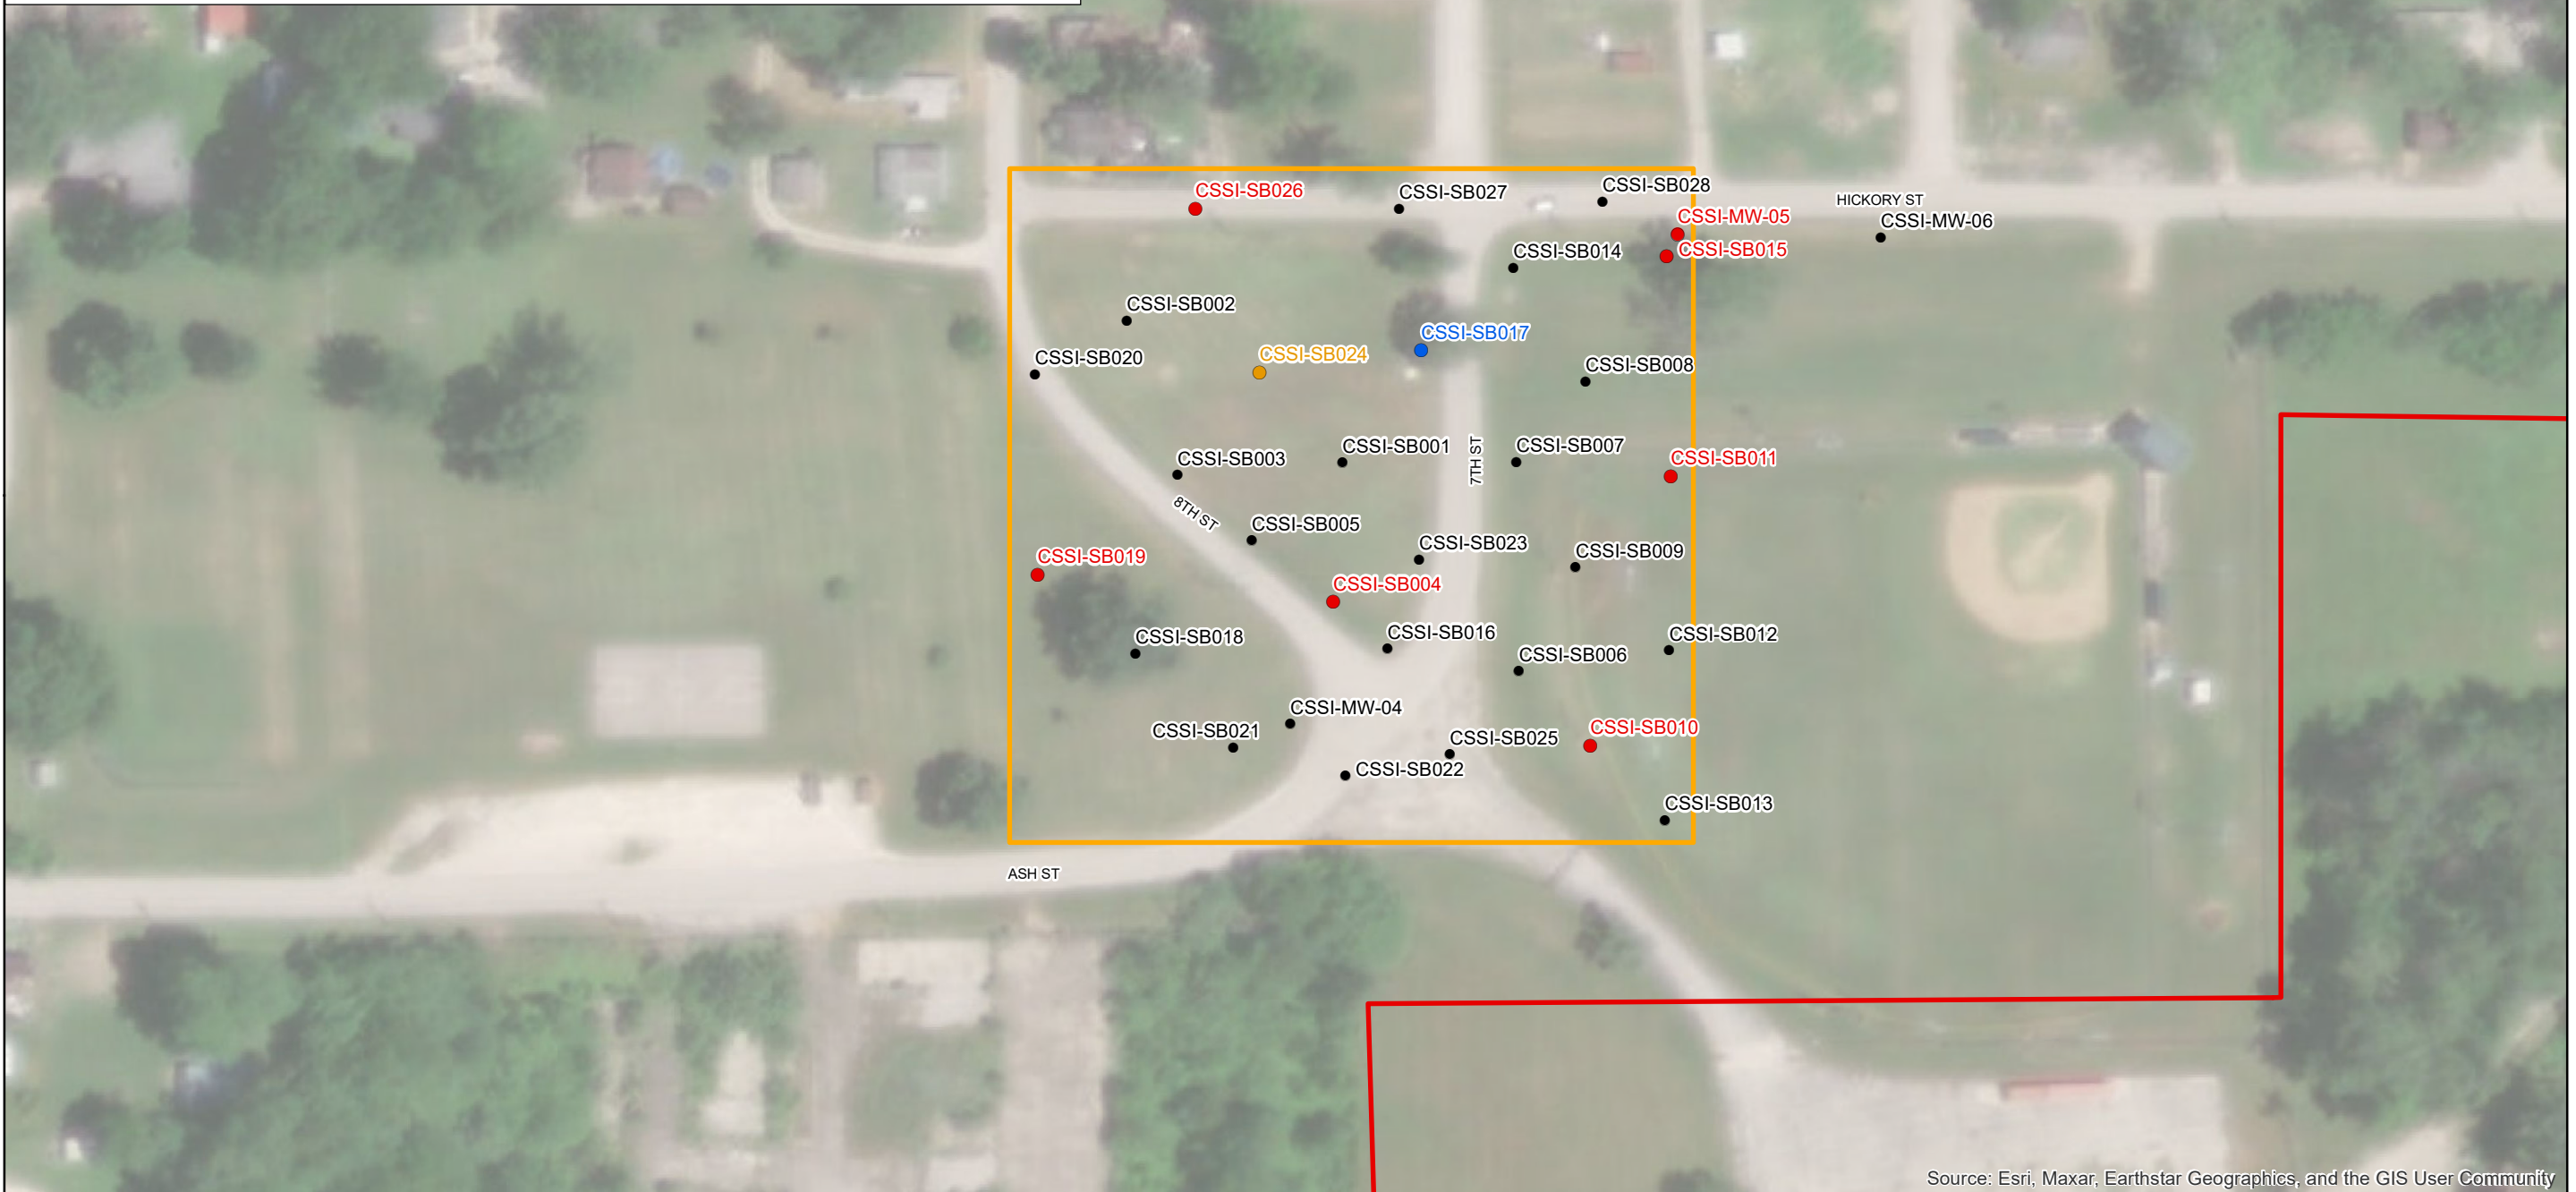 CSSI-SB026
CSSI-SB027
CSSI-SB028
HICKORY ST
CSSI-MW-05
CSSI-MW-06
CSSI-SB014
CSSI-SB015
CSSI-SB002
CSSI-SB017
CSSI-SB020
CSSI-SB024
CSSI-SB008
CSSI-SB003
CSSI-SB001
7TH ST
CSSI-SB007
CSSI-SB011
8TH ST
CSSI-SB005
CSSI-SB023
CSSI-SB009
CSSI-SB019
CSSI-SB004
CSSI-SB018
CSSI-SB016
CSSI-SB012
CSSI-SB006
CSSI-MW-04
CSSI-SB021
CSSI-SB025
CSSI-SB010
CSSI-SB022
CSSI-SB013
ASH ST
Source: Esri, Maxar, Earthstar Geographics, and the GIS User Community